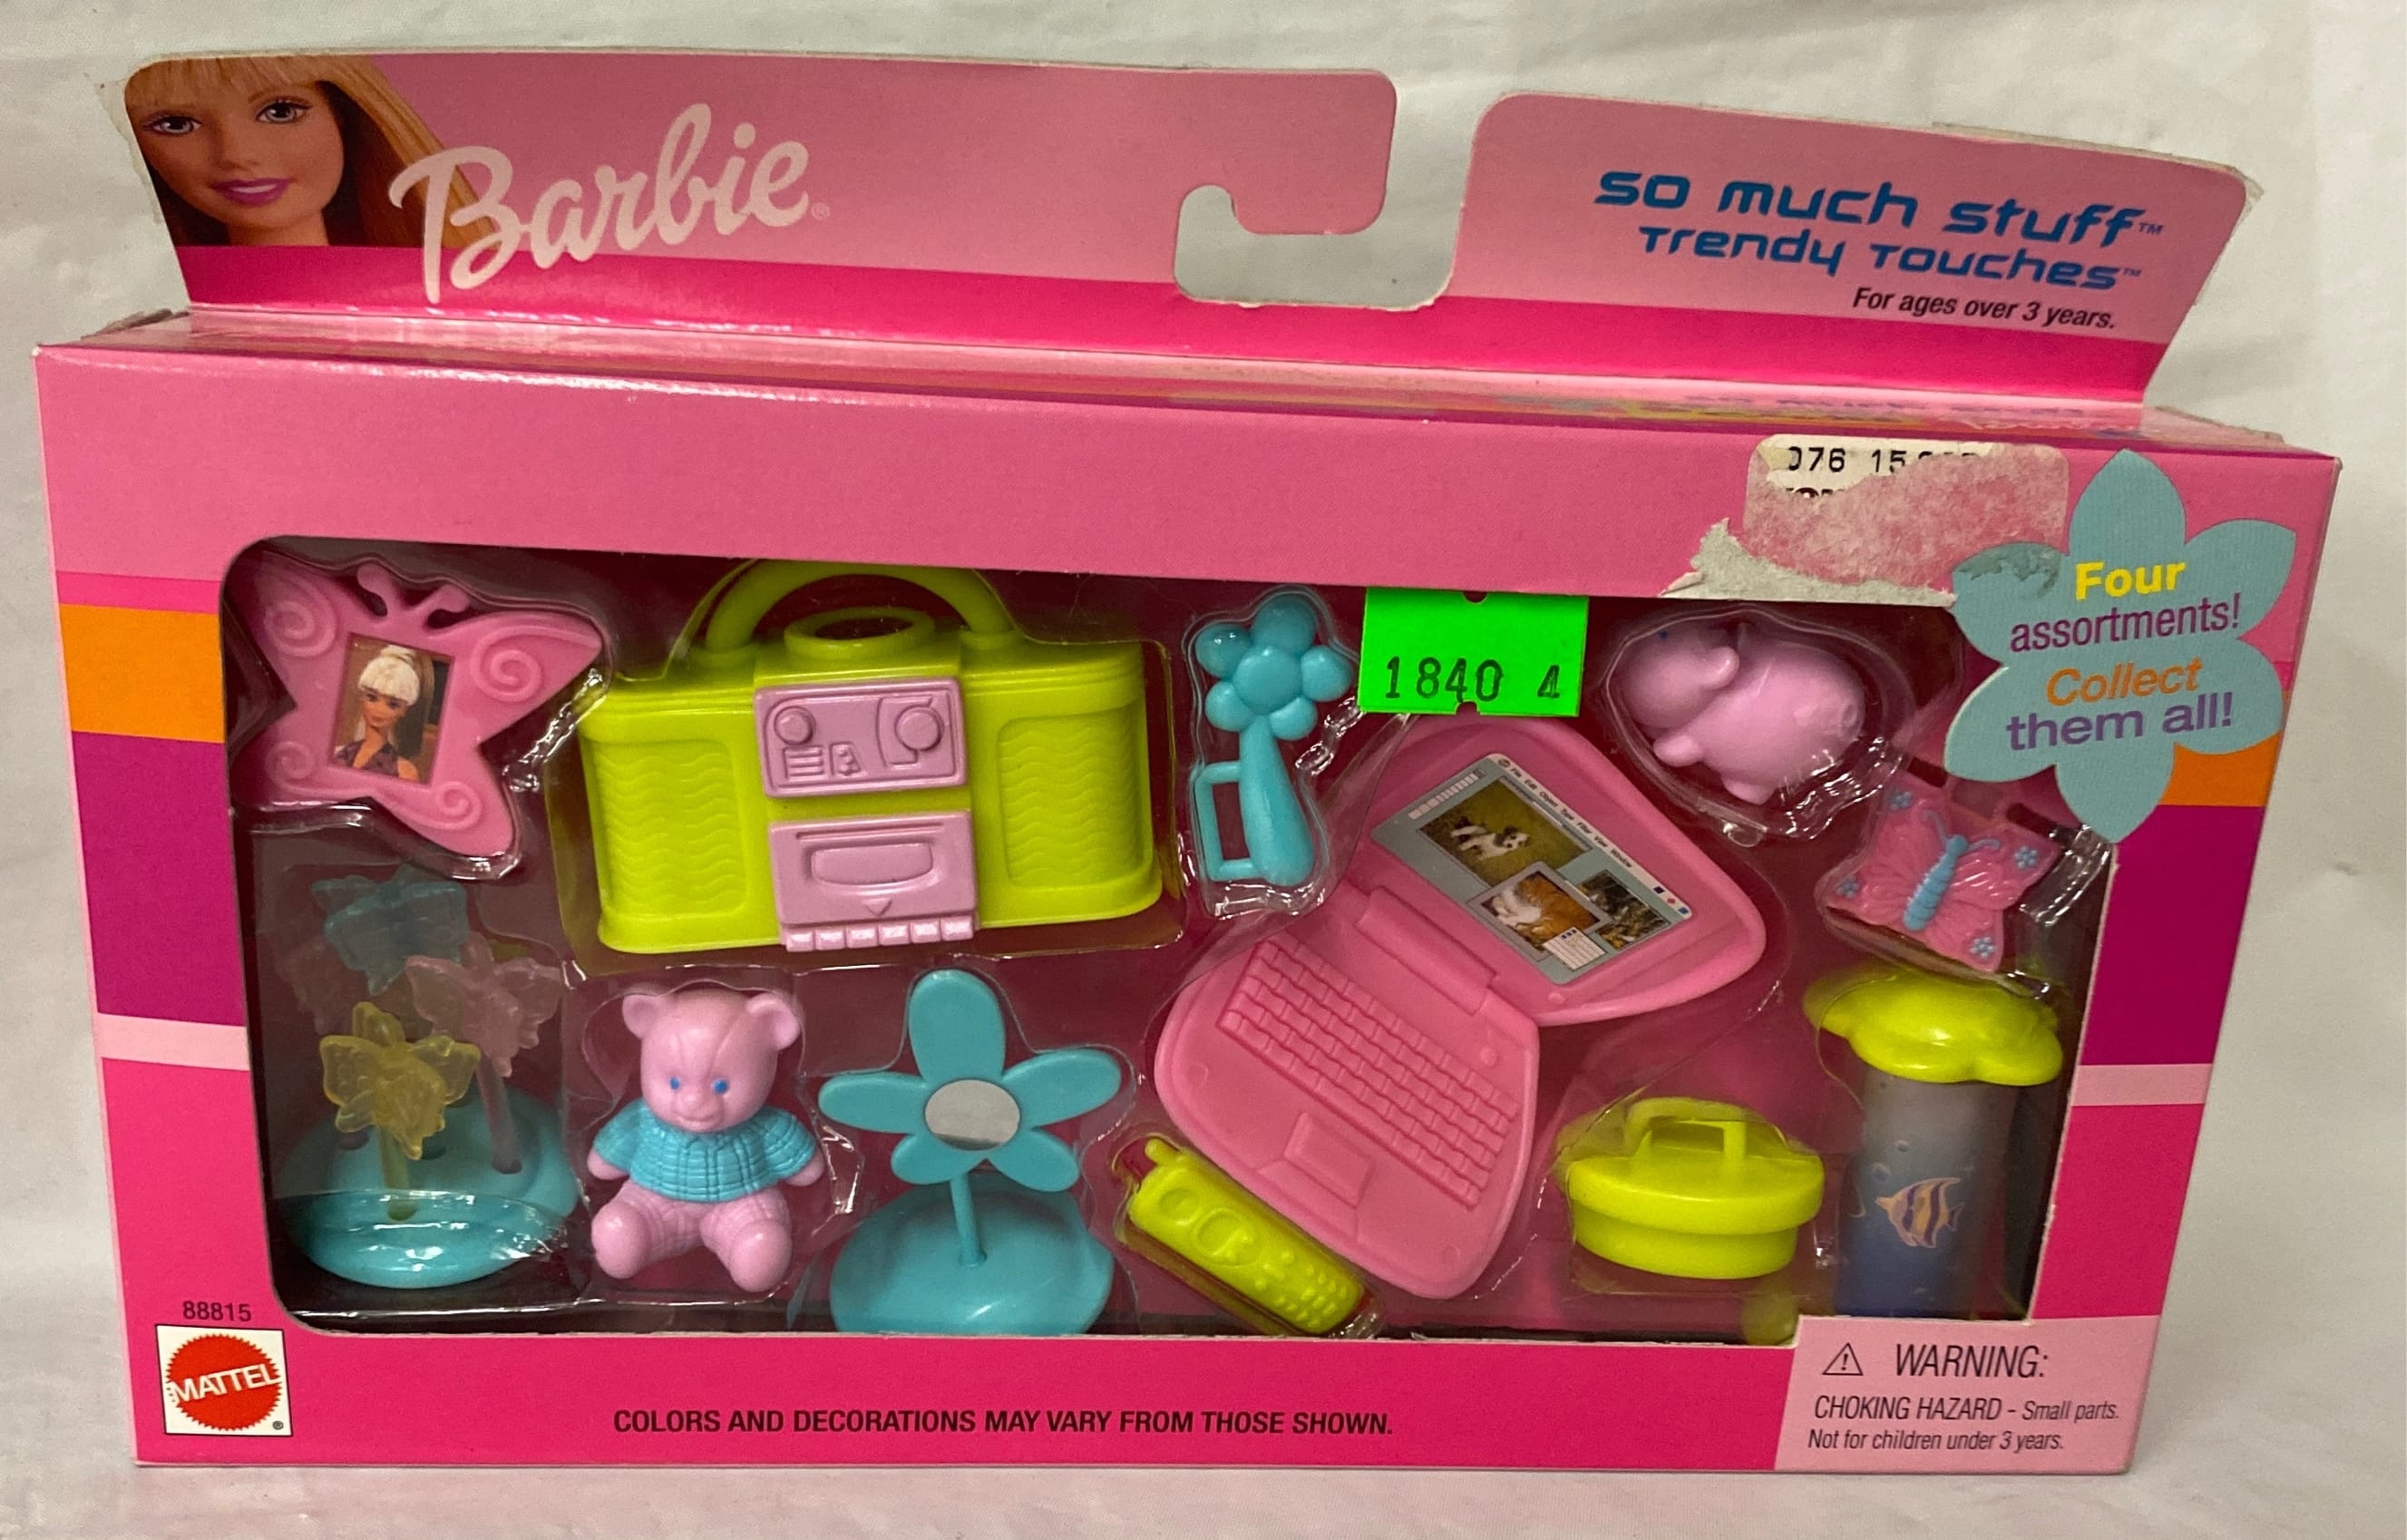 Barbie®
so much stuff™
Trendy Touches™
For ages over 3 years.
076 15
Four
assortments!
Collect
them all!
1840 4
88815
MATTEL
®
COLORS AND DECORATIONS MAY VARY FROM THOSE SHOWN.
⚠ WARNING:
CHOKING HAZARD - Small parts.
Not for children under 3 years.